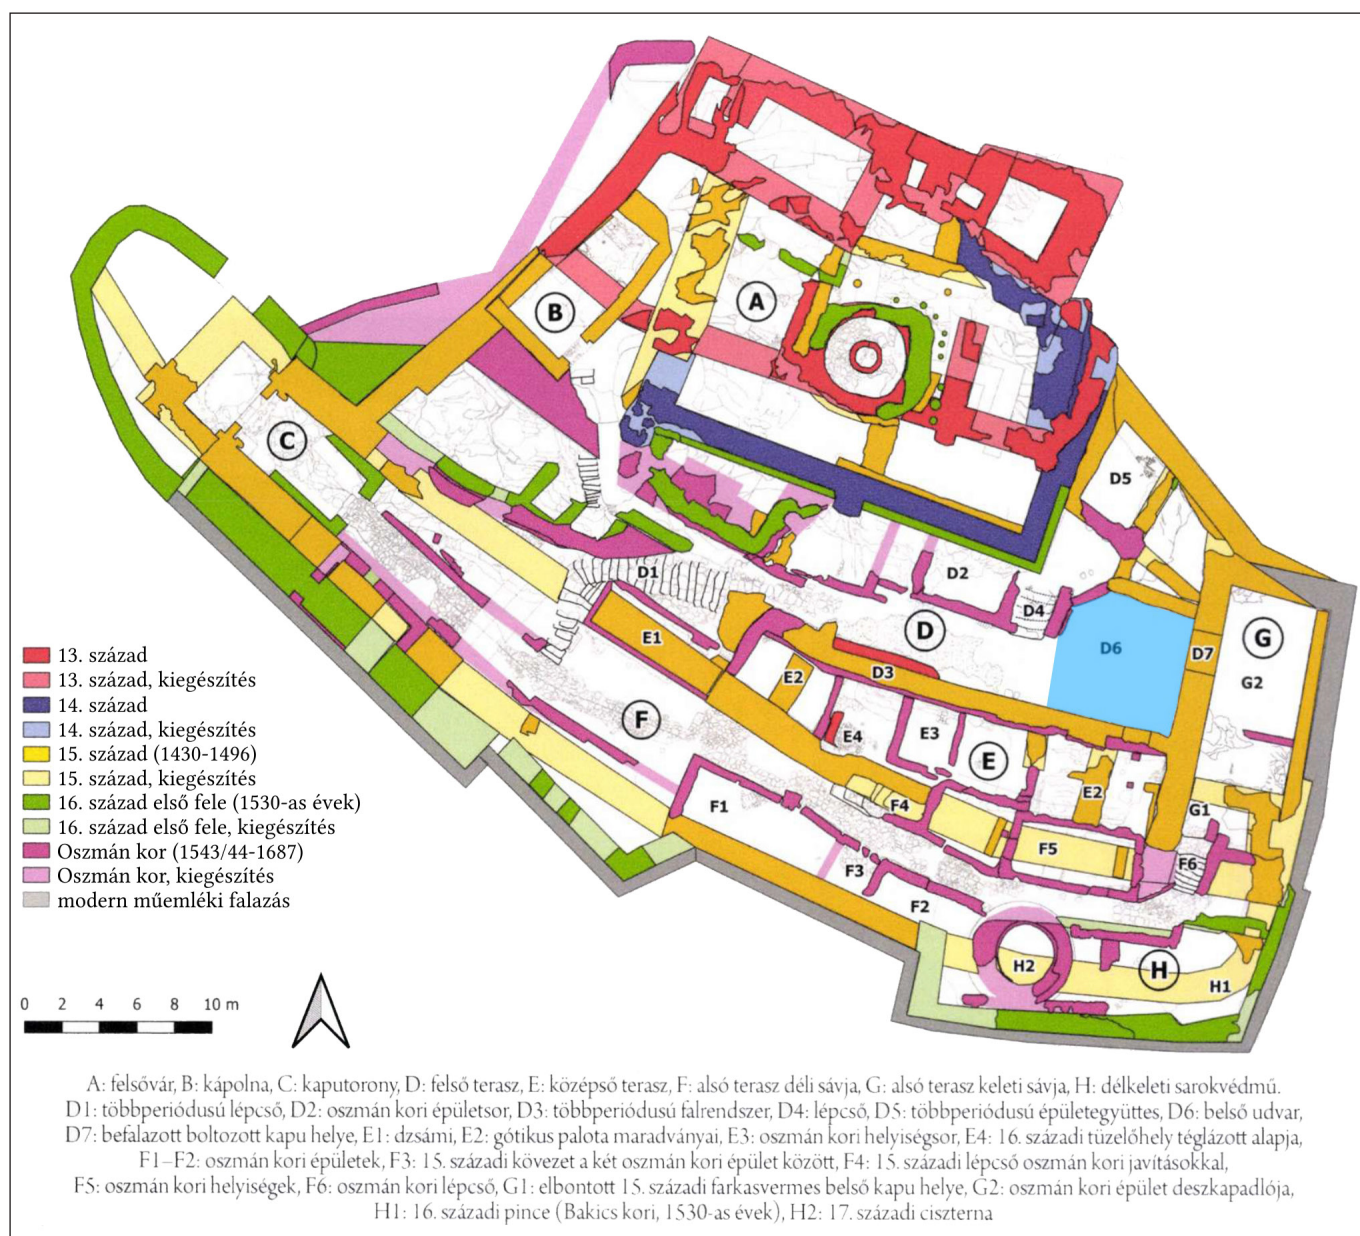 A
B
C
D5
D1
D2
D4
D
D6
D7
G
G2
E1
E2
D3
F
E4
E3
E
E2
F1
F4
G1
F5
F6
F3
F2
H2
H
H1
13. század
13. század, kiegészítés
14. század
14. század, kiegészítés
15. század (1430-1496)
15. század, kiegészítés
16. század első fele (1530-as évek)
16. század első fele, kiegészítés
Oszmán kor (1543/44-1687)
Oszmán kor, kiegészítés
modern műemléki falazás
0 2 4 6 8 10 m
A: felsővár, B: kápolna, C: kaputorony, D: felső terasz, E: középső terasz, F: alsó terasz déli sávja, G: alsó terasz keleti sávja, H: délkeleti sarokvédmű.
D1: többperiódusú lépcső, D2: oszmán kori épületsor, D3: többperiódusú falrendszer, D4: lépcső, D5: többperiódusú épületegyüttes, D6: belső udvar,
D7: befalazott boltozott kapu helye, E1: dzsámi, E2: gótikus palota maradványai, E3: oszmán kori helyiségsor, E4: 16. századi tüzelőhely téglázott alapja,
F1–F2: oszmán kori épületek, F3: 15. századi kövezet a két oszmán kori épület között, F4: 15. századi lépcső oszmán kori javításokkal,
F5: oszmán kori helyiségek, F6: oszmán kori lépcső, G1: elbontott 15. századi farkasvermes belső kapu helye, G2: oszmán kori épület deszkapadlója,
H1: 16. századi pince (Bakics kori, 1530-as évek), H2: 17. századi ciszterna